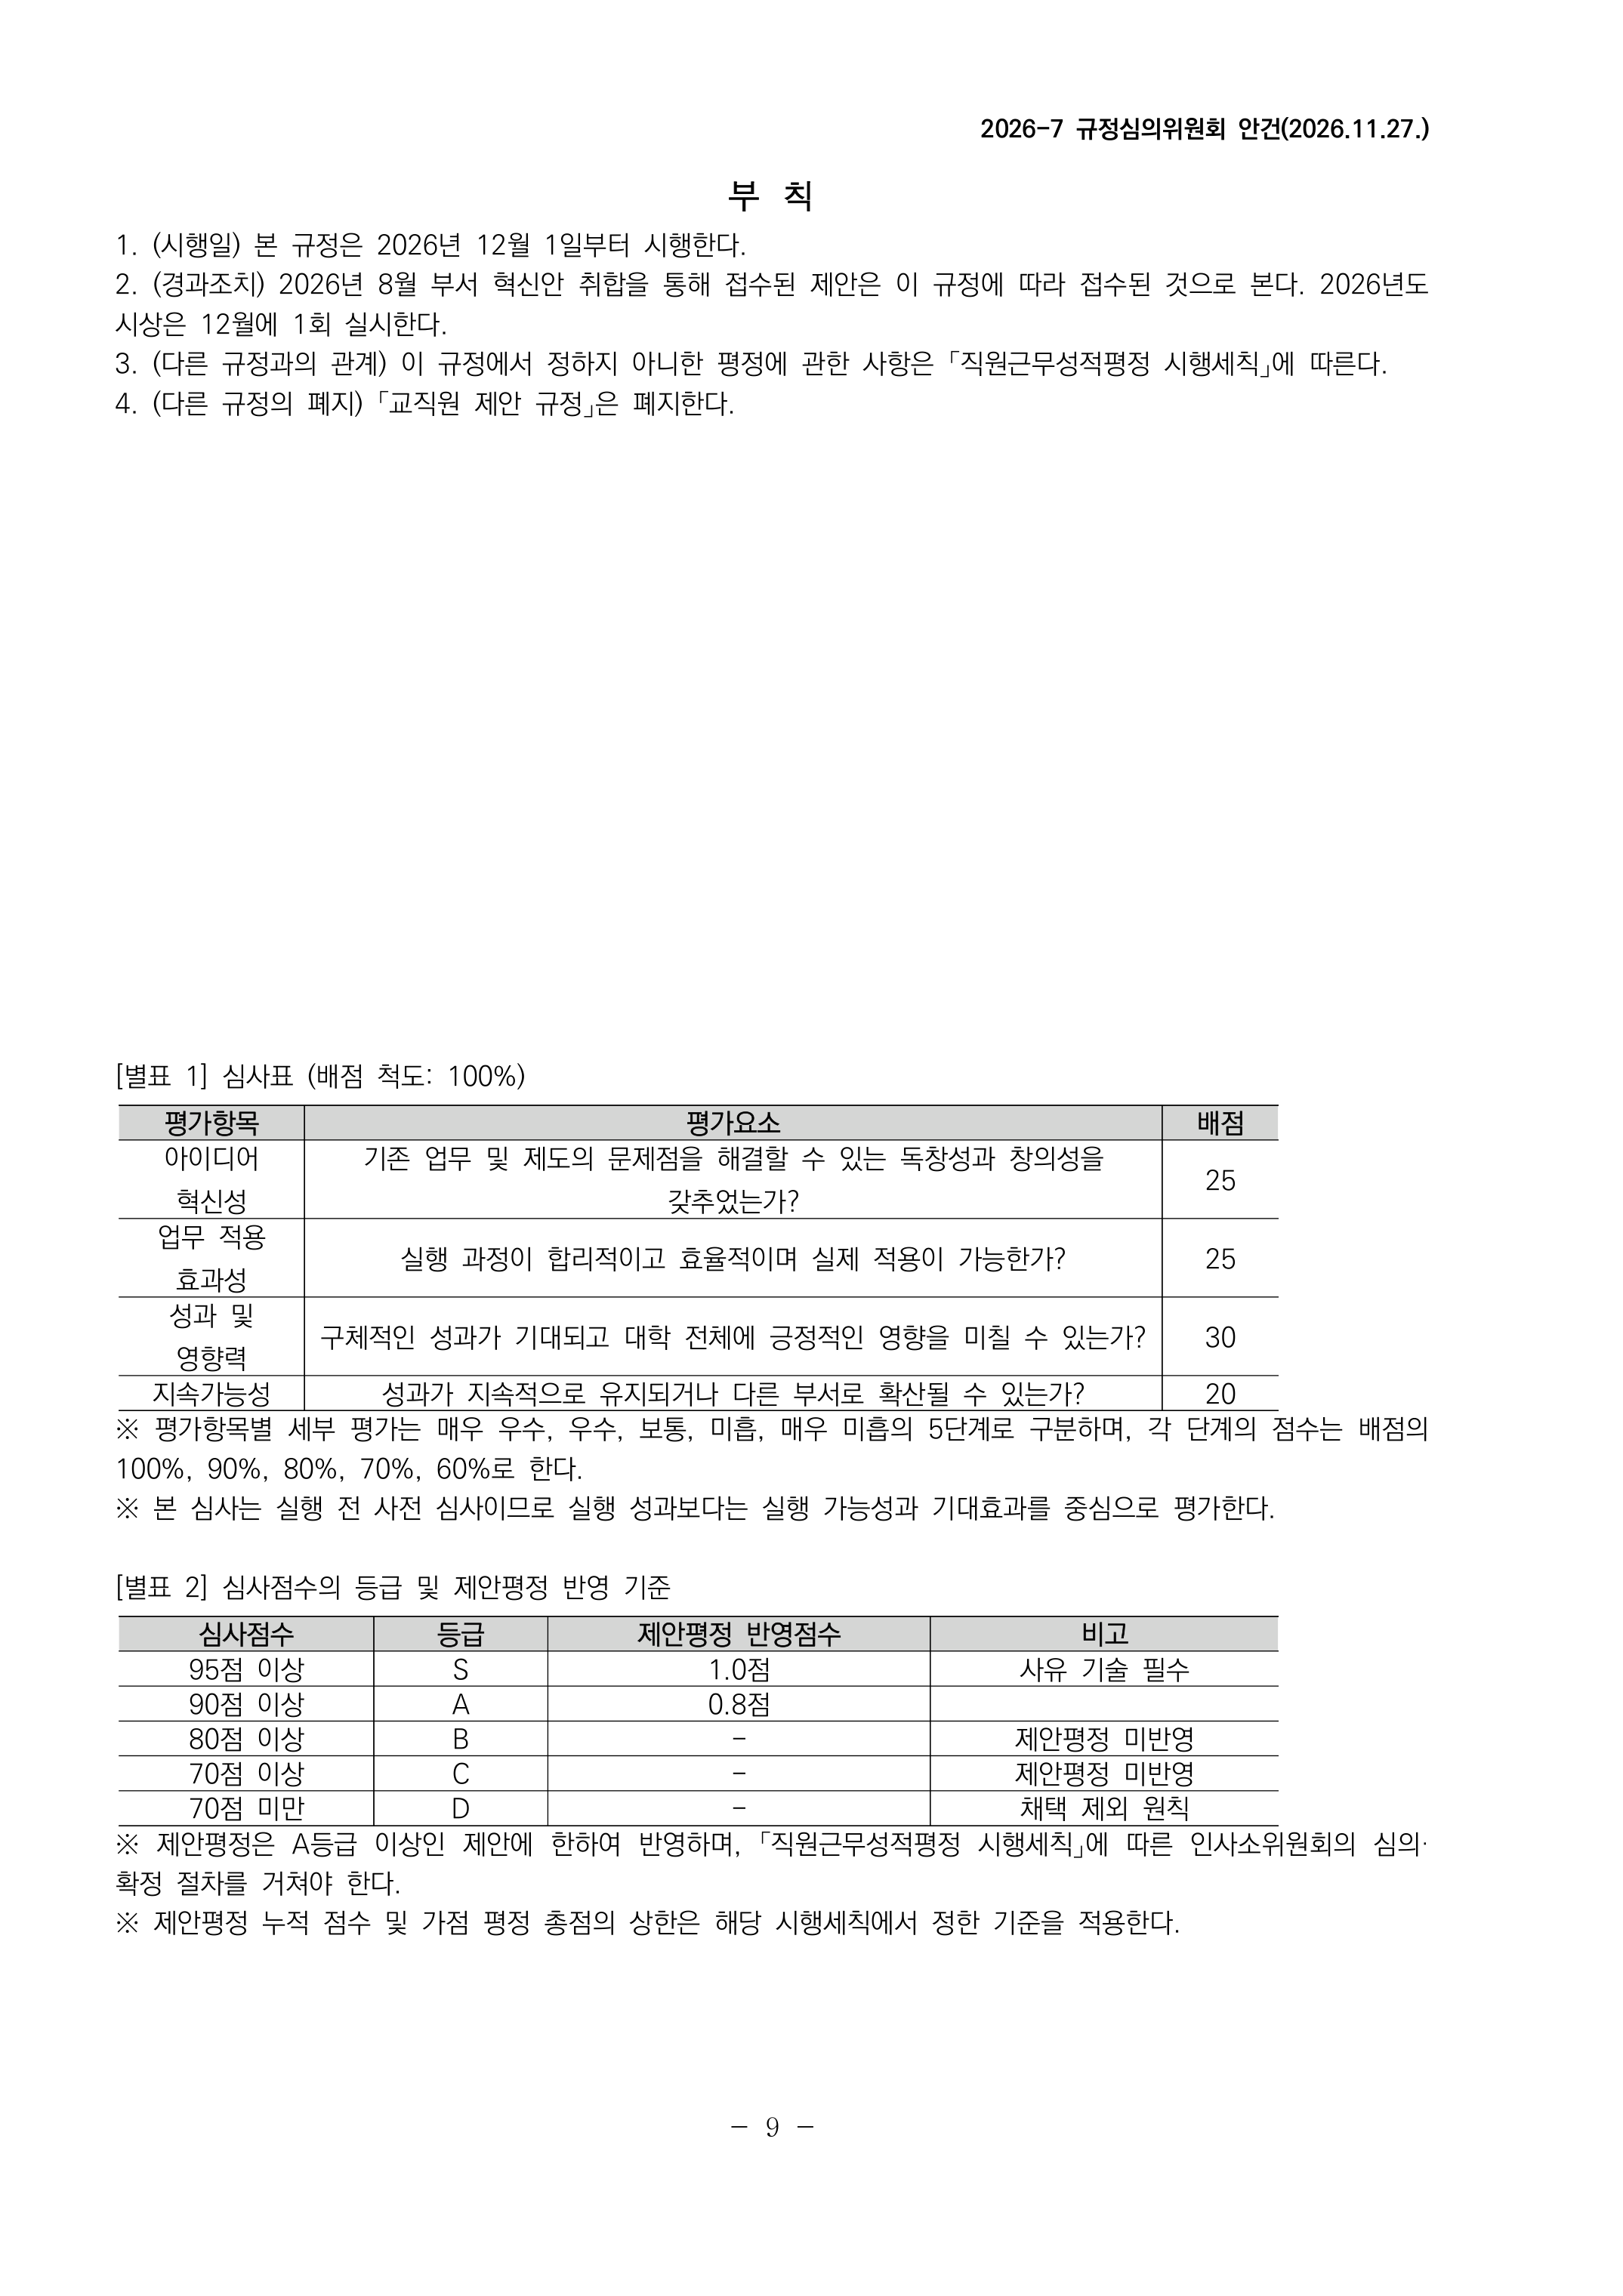 2026-7 규정심의위원회 안건(2026.11.27.)
부 칙
1. (시행일) 본 규정은 2026년 12월 1일부터 시행한다.
2. (경과조치) 2026년 8월 부서 혁신안 취합을 통해 접수된 제안은 이 규정에 따라 접수된 것으로 본다. 2026년도
시상은 12월에 1회 실시한다.
3. (다른 규정과의 관계) 이 규정에서 정하지 아니한 평정에 관한 사항은 「직원근무성적평정 시행세칙」에 따른다.
4. (다른 규정의 폐지) 「교직원 제안 규정」은 폐지한다.
[별표 1] 심사표 (배점 척도: 100%)
평가항목 평가요소 배점
아이디어
혁신성
기존 업무 및 제도의 문제점을 해결할 수 있는 독창성과 창의성을
갖추었는가?
25
업무 적용
효과성
실행 과정이 합리적이고 효율적이며 실제 적용이 가능한가?
25
성과 및
영향력
구체적인 성과가 기대되고 대학 전체에 긍정적인 영향을 미칠 수 있는가?
30
지속가능성 성과가 지속적으로 유지되거나 다른 부서로 확산될 수 있는가? 20
※ 평가항목별 세부 평가는 매우 우수, 우수, 보통, 미흡, 매우 미흡의 5단계로 구분하며, 각 단계의 점수는 배점의
100%, 90%, 80%, 70%, 60%로 한다.
※ 본 심사는 실행 전 사전 심사이므로 실행 성과보다는 실행 가능성과 기대효과를 중심으로 평가한다.
[별표 2] 심사점수의 등급 및 제안평정 반영 기준
심사점수 등급 제안평정 반영점수 비고
95점 이상 S 1.0점 사유 기술 필수
90점 이상 A 0.8점
80점 이상 B - 제안평정 미반영
70점 이상 C - 제안평정 미반영
70점 미만 D - 채택 제외 원칙
※ 제안평정은 A등급 이상인 제안에 한하여 반영하며, 「직원근무성적평정 시행세칙」에 따른 인사소위원회의 심의·
확정 절차를 거쳐야 한다.
※ 제안평정 누적 점수 및 가점 평정 총점의 상한은 해당 시행세칙에서 정한 기준을 적용한다.
- 9 -